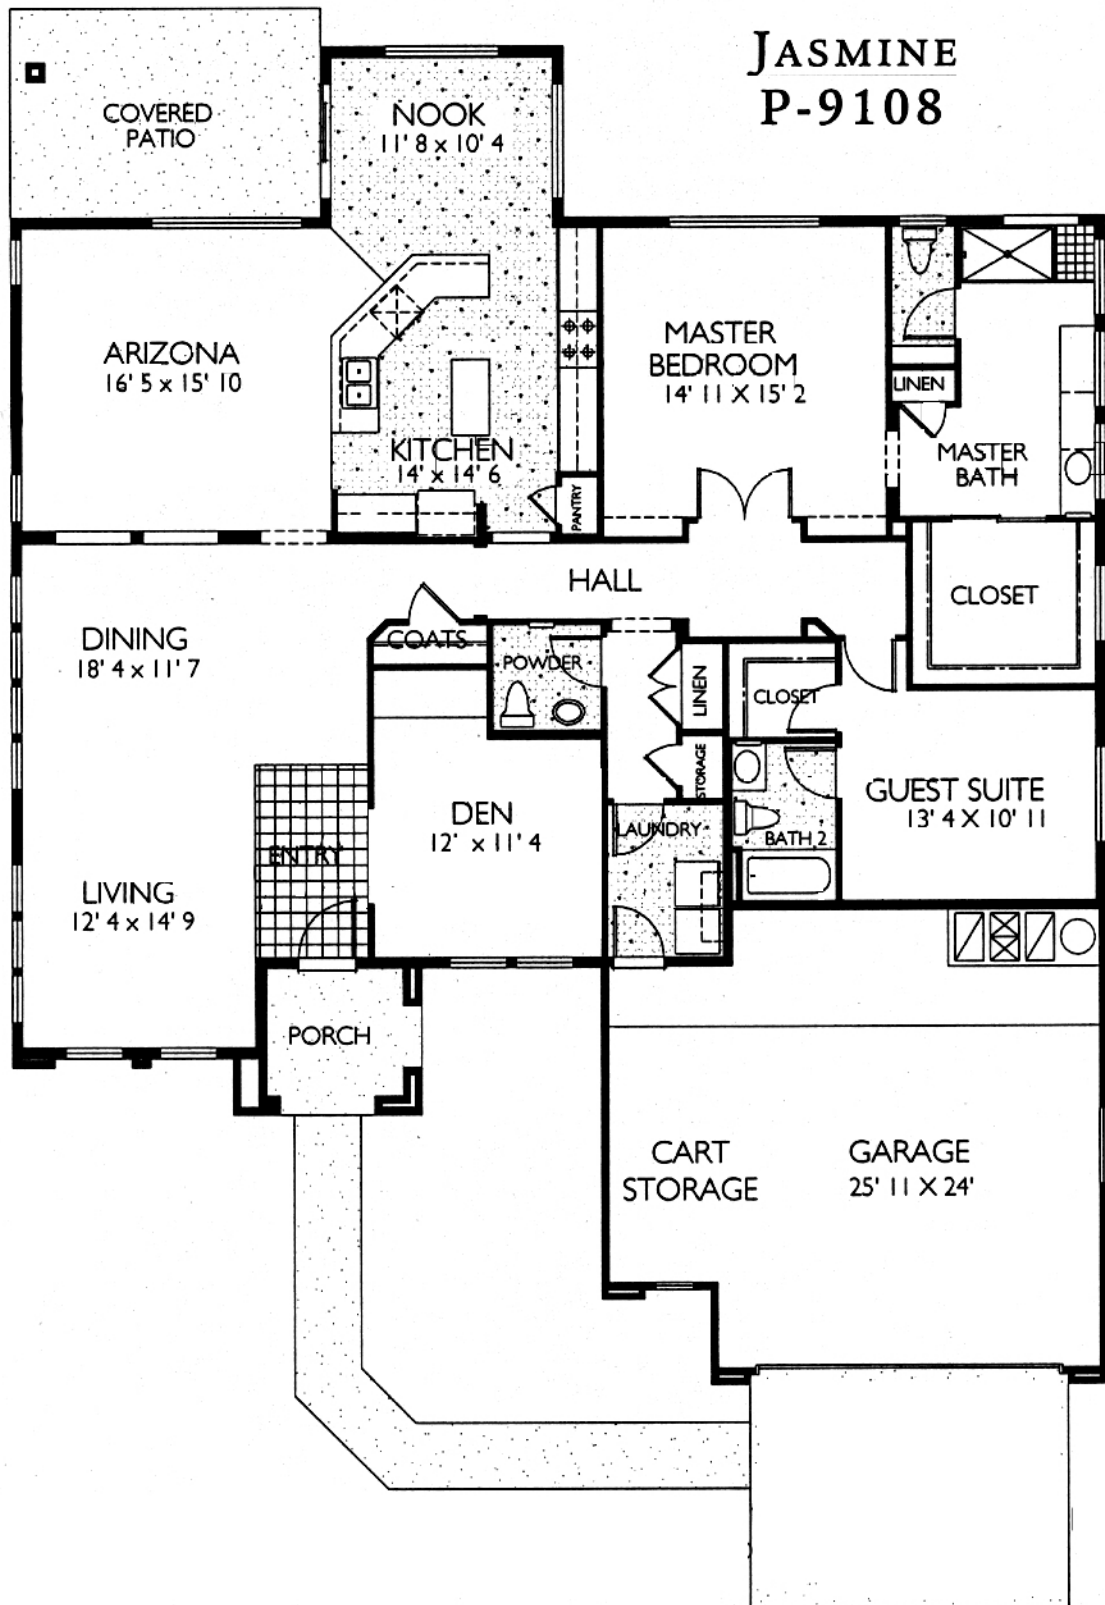 JASMINE
P-9108
COVERED
PATIO
NOOK
11' 8 x 10' 4
ARIZONA
16' 5 x 15' 10
MASTER
BEDROOM
14' 11 X 15' 2
LINEN
KITCHEN
14' x 14' 6
PANTRY
MASTER
BATH
HALL
CLOSET
DINING
18' 4 x 11' 7
COATS
POWDER
LINEN
CLOSET
STORAGE
GUEST SUITE
13' 4 X 10' 11
DEN
12' x 11' 4
LAUNDRY
BATH 2
ENTRY
LIVING
12' 4 x 14' 9
PORCH
CART
STORAGE
GARAGE
25' 11 X 24'